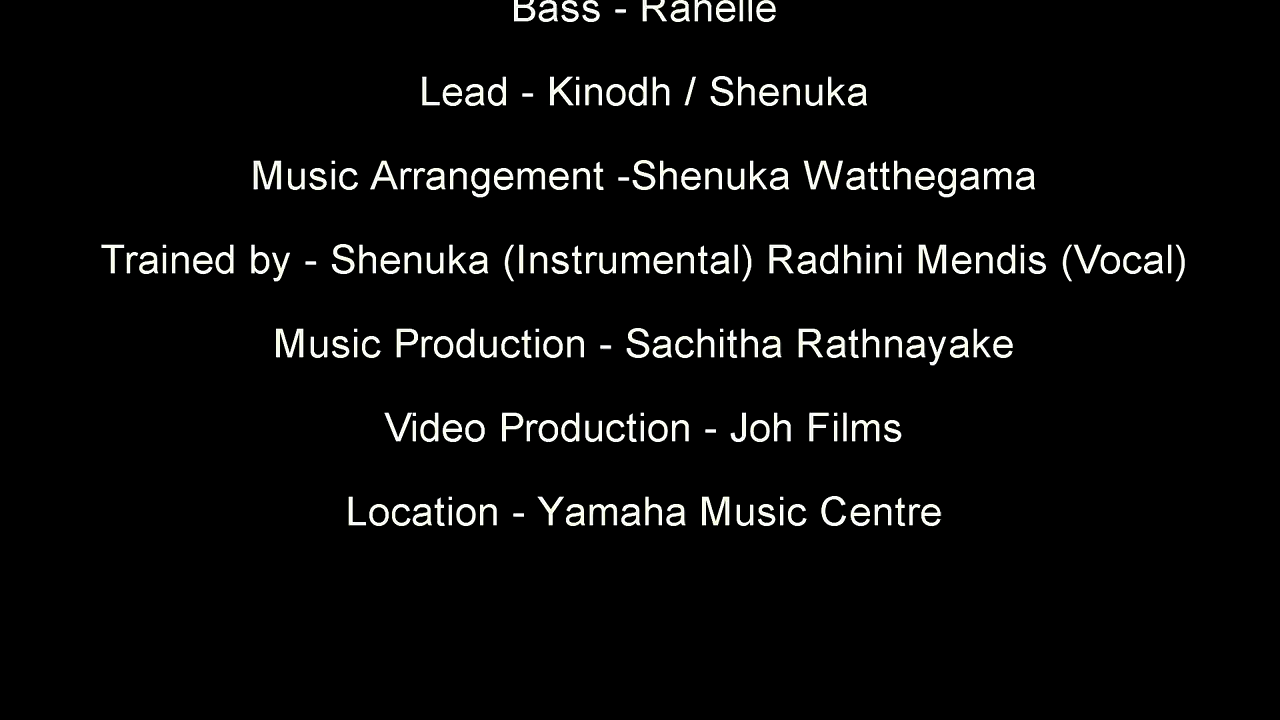 Bass - Rahelle
Lead - Kinodh / Shenuka
Music Arrangement -Shenuka Watthegama
Trained by - Shenuka (Instrumental) Radhini Mendis (Vocal)
Music Production - Sachitha Rathnayake
Video Production - Joh Films
Location - Yamaha Music Centre